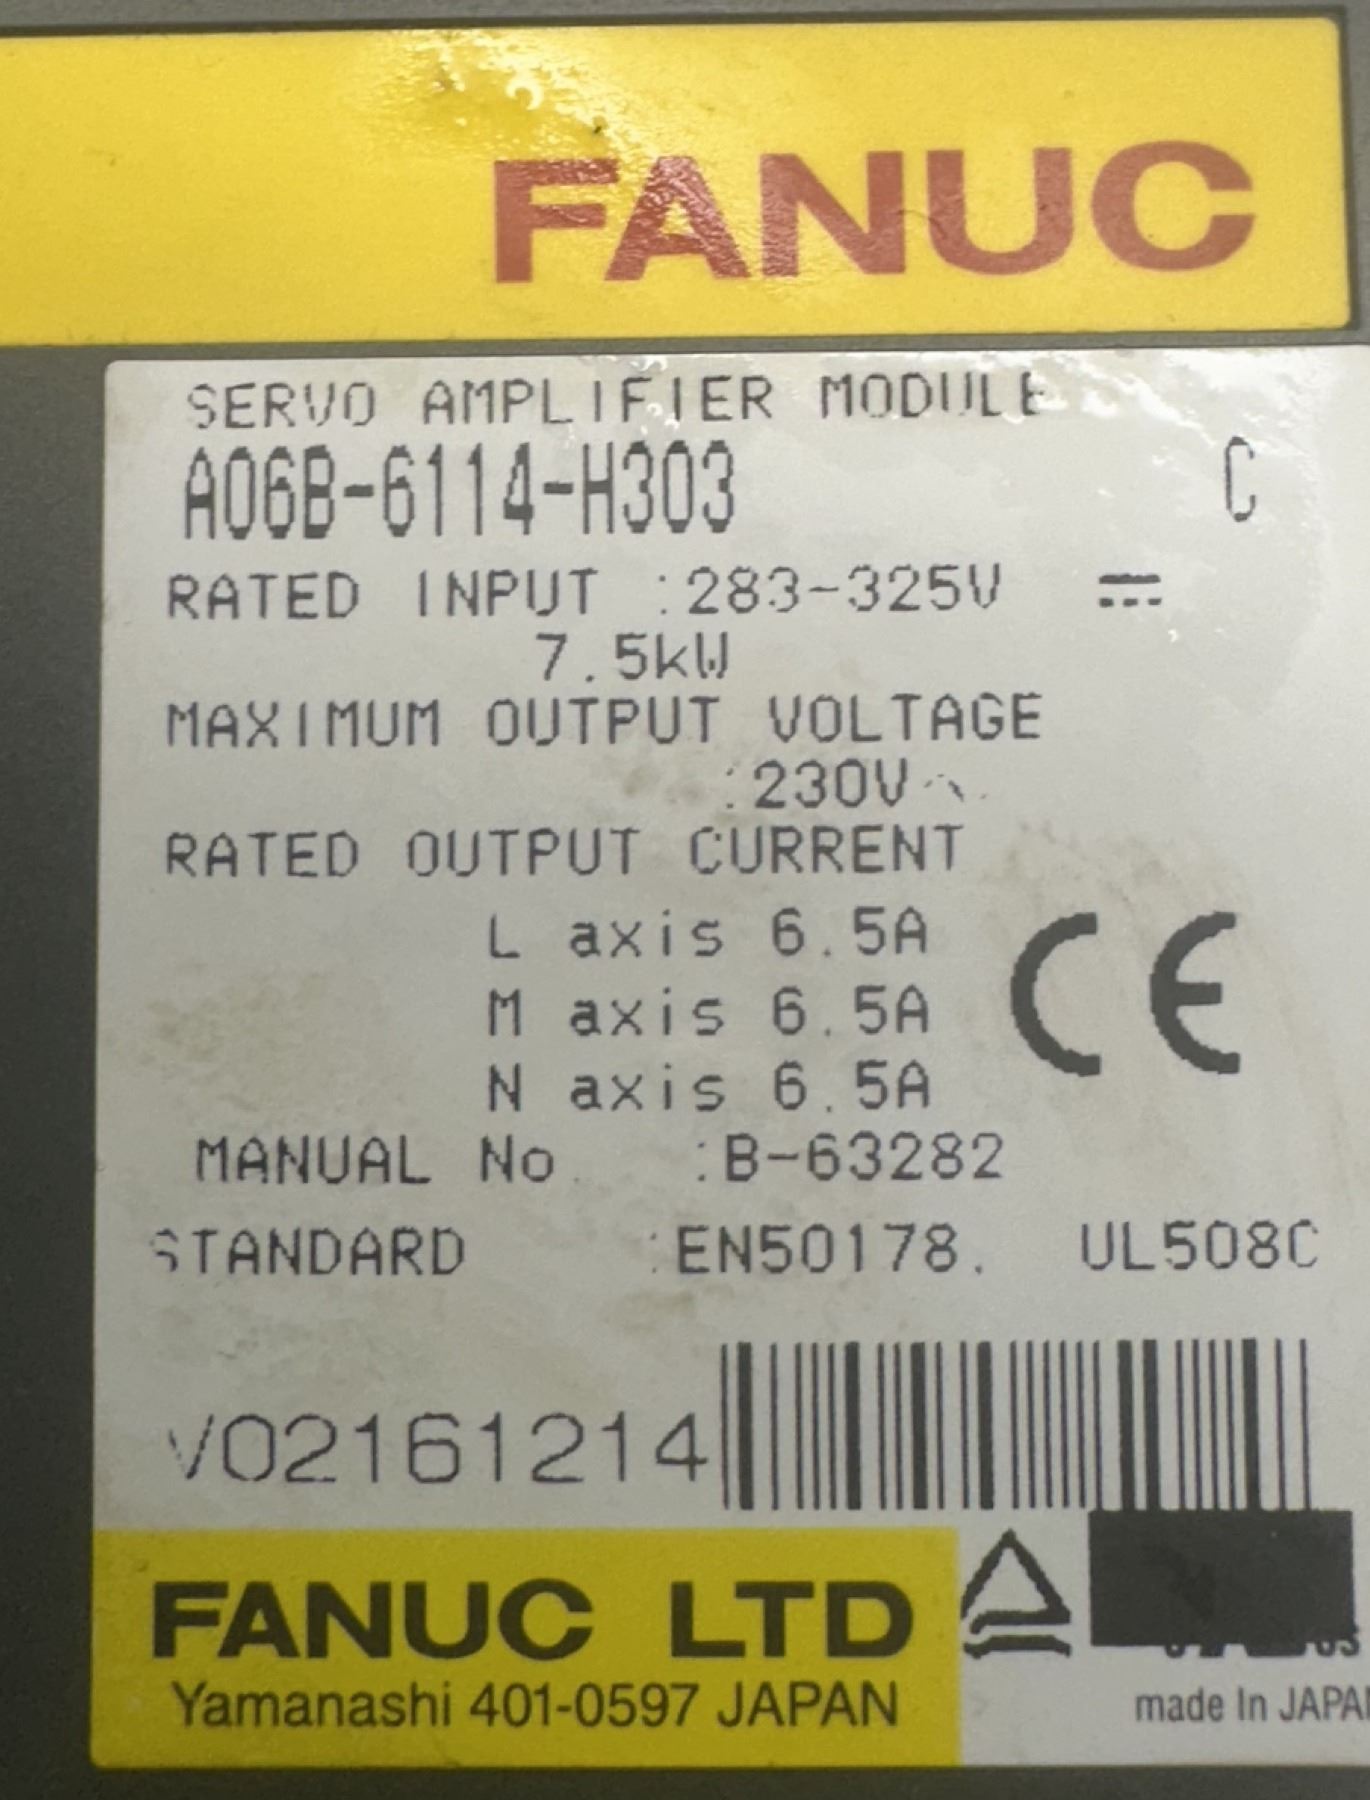 FANUC
SERVO AMPLIFIER MODULE
A06B-6114-H303 C
RATED INPUT :283-325V ⎓
7.5kW
MAXIMUM OUTPUT VOLTAGE
:230V~
RATED OUTPUT CURRENT
L axis 6.5A
M axis 6.5A
N axis 6.5A
CE
MANUAL No. :B-63282
STANDARD :EN50178. UL508C
V02161214
FANUC LTD
Yamanashi 401-0597 JAPAN
made In JAPAN